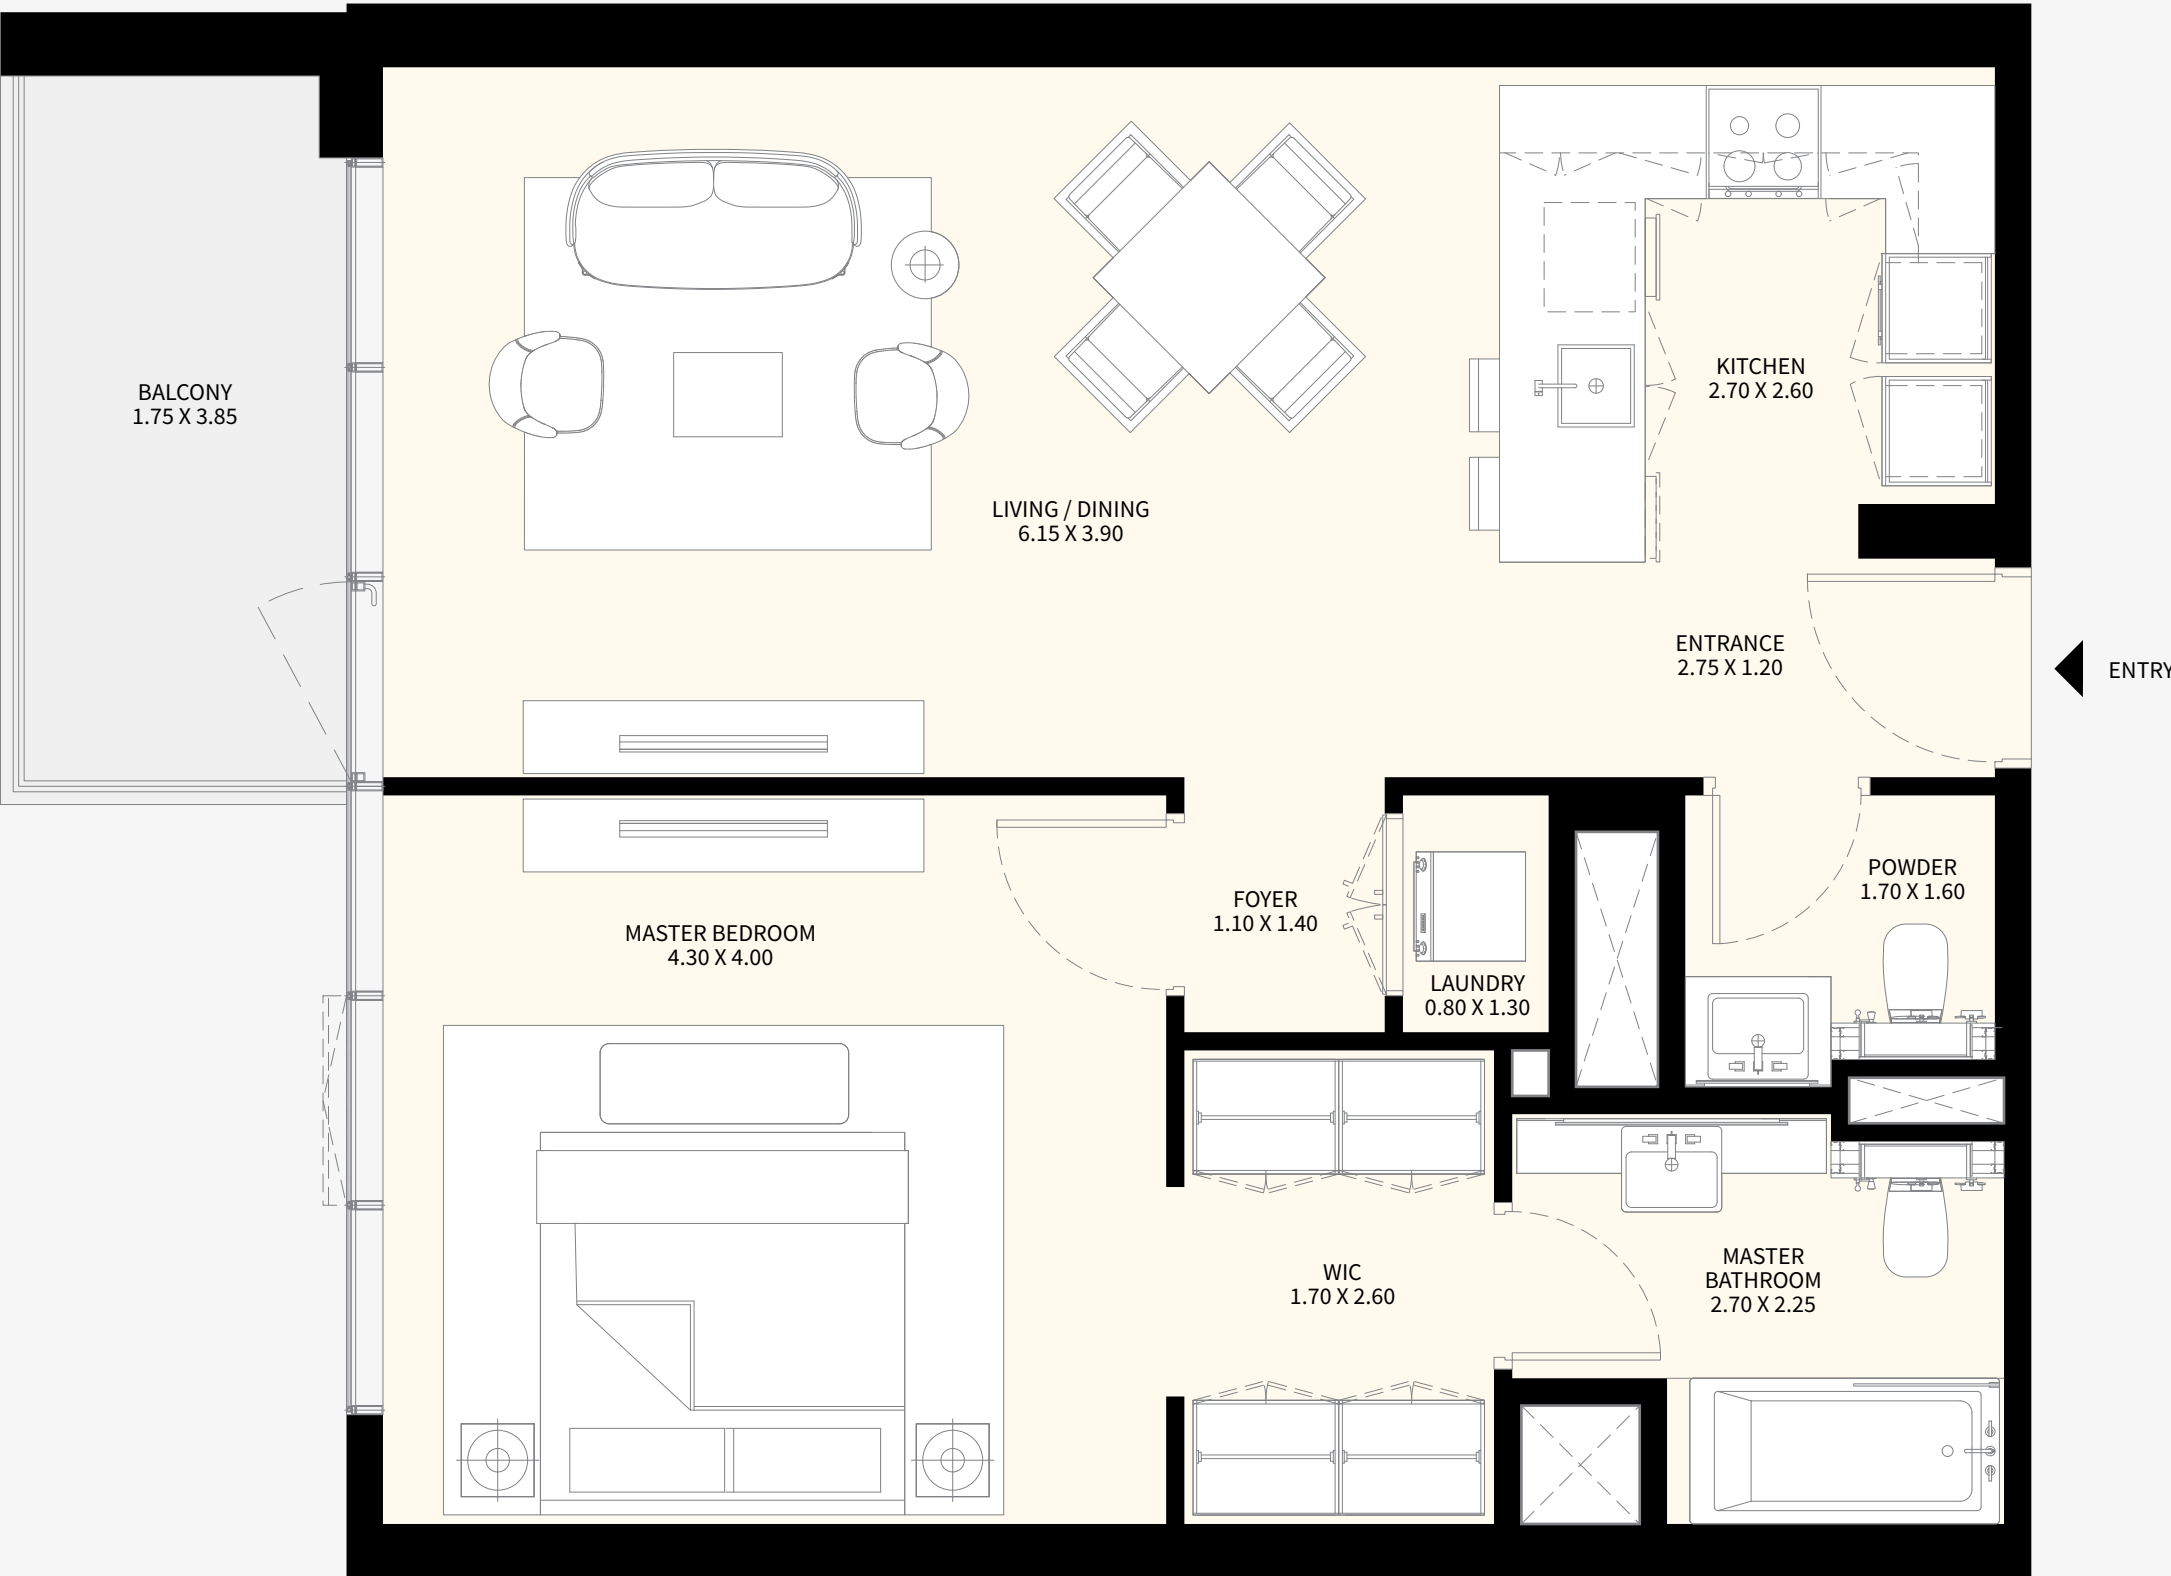 BALCONY
1.75 X 3.85
LIVING / DINING
6.15 X 3.90
KITCHEN
2.70 X 2.60
ENTRANCE
2.75 X 1.20
ENTRY
MASTER BEDROOM
4.30 X 4.00
FOYER
1.10 X 1.40
LAUNDRY
0.80 X 1.30
POWDER
1.70 X 1.60
WIC
1.70 X 2.60
MASTER
BATHROOM
2.70 X 2.25